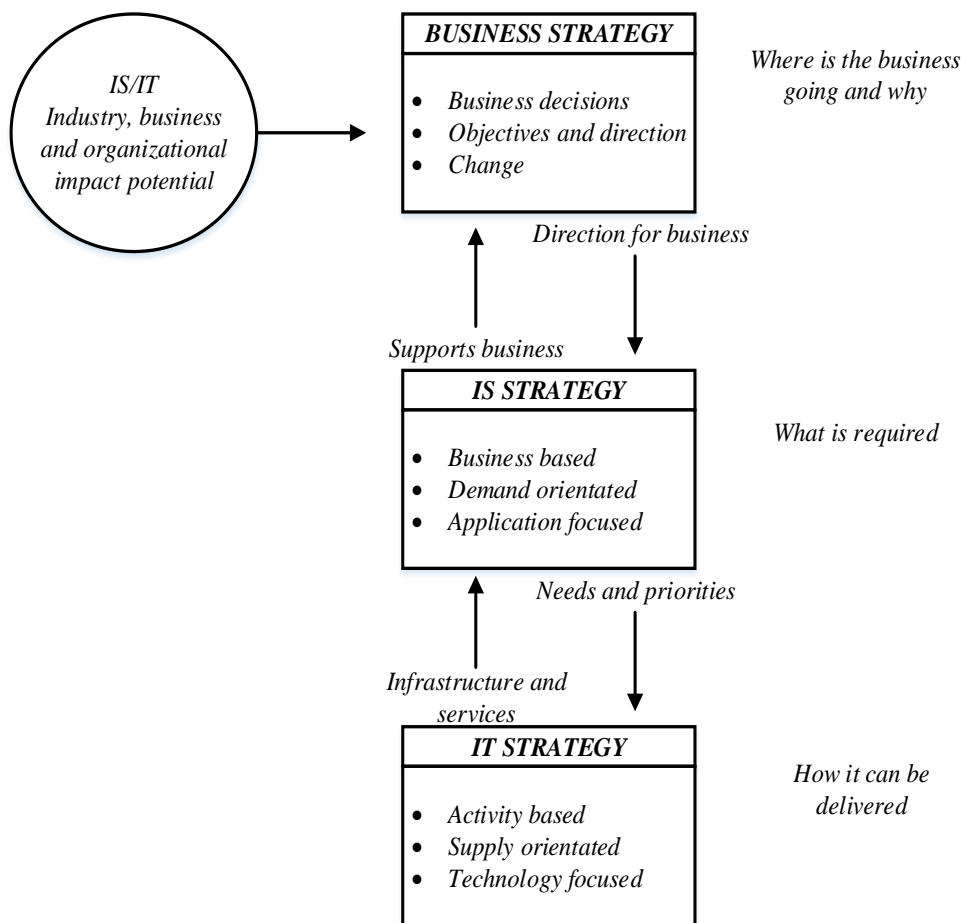 BUSINESS STRATEGY
Where is the business
going and why
IS/IT
Industry, business
and organizational
impact potential
• Business decisions
• Objectives and direction
• Change
Direction for business
Supports business
IS STRATEGY
What is required
• Business based
• Demand orientated
• Application focused
Needs and priorities
Infrastructure and
services
IT STRATEGY
How it can be
delivered
• Activity based
• Supply orientated
• Technology focused